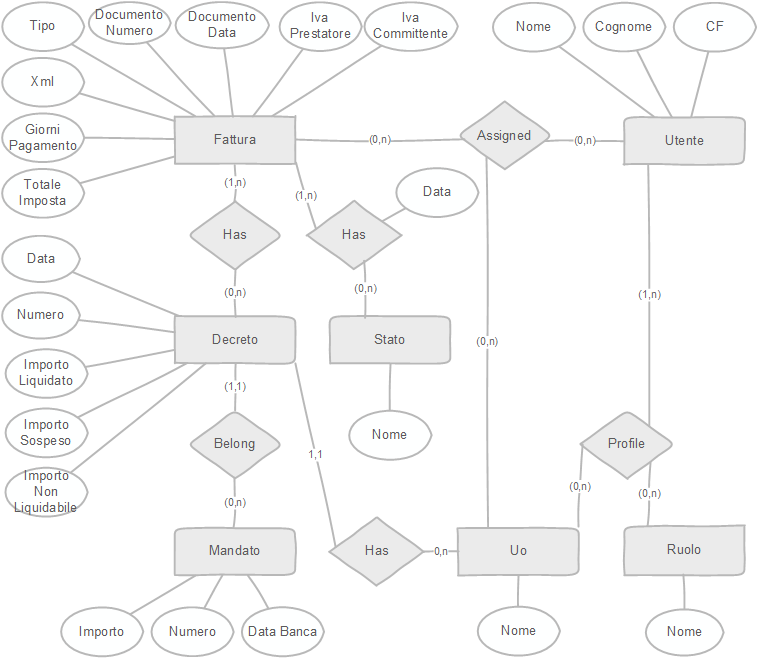 Tipo
Documento
Numero
Documento
Data
Iva
Prestatore
Iva
Committente
Nome
Cognome
CF
Xml
Giorni
Pagamento
Totale
Imposta
Fattura
(0,n)
Assigned
(0,n)
Utente
(1,n)
(1,n)
Data
Has
Has
Data
(0,n)
(0,n)
(1,n)
Numero
Decreto
Stato
(0,n)
Importo
Liquidato
(1,1)
Importo
Sospeso
Belong
1,1
Nome
Profile
Importo
Non
Liquidabile
(0,n)
(0,n)
(0,n)
Mandato
Has
0,n
Uo
Ruolo
Importo
Numero
Data Banca
Nome
Nome